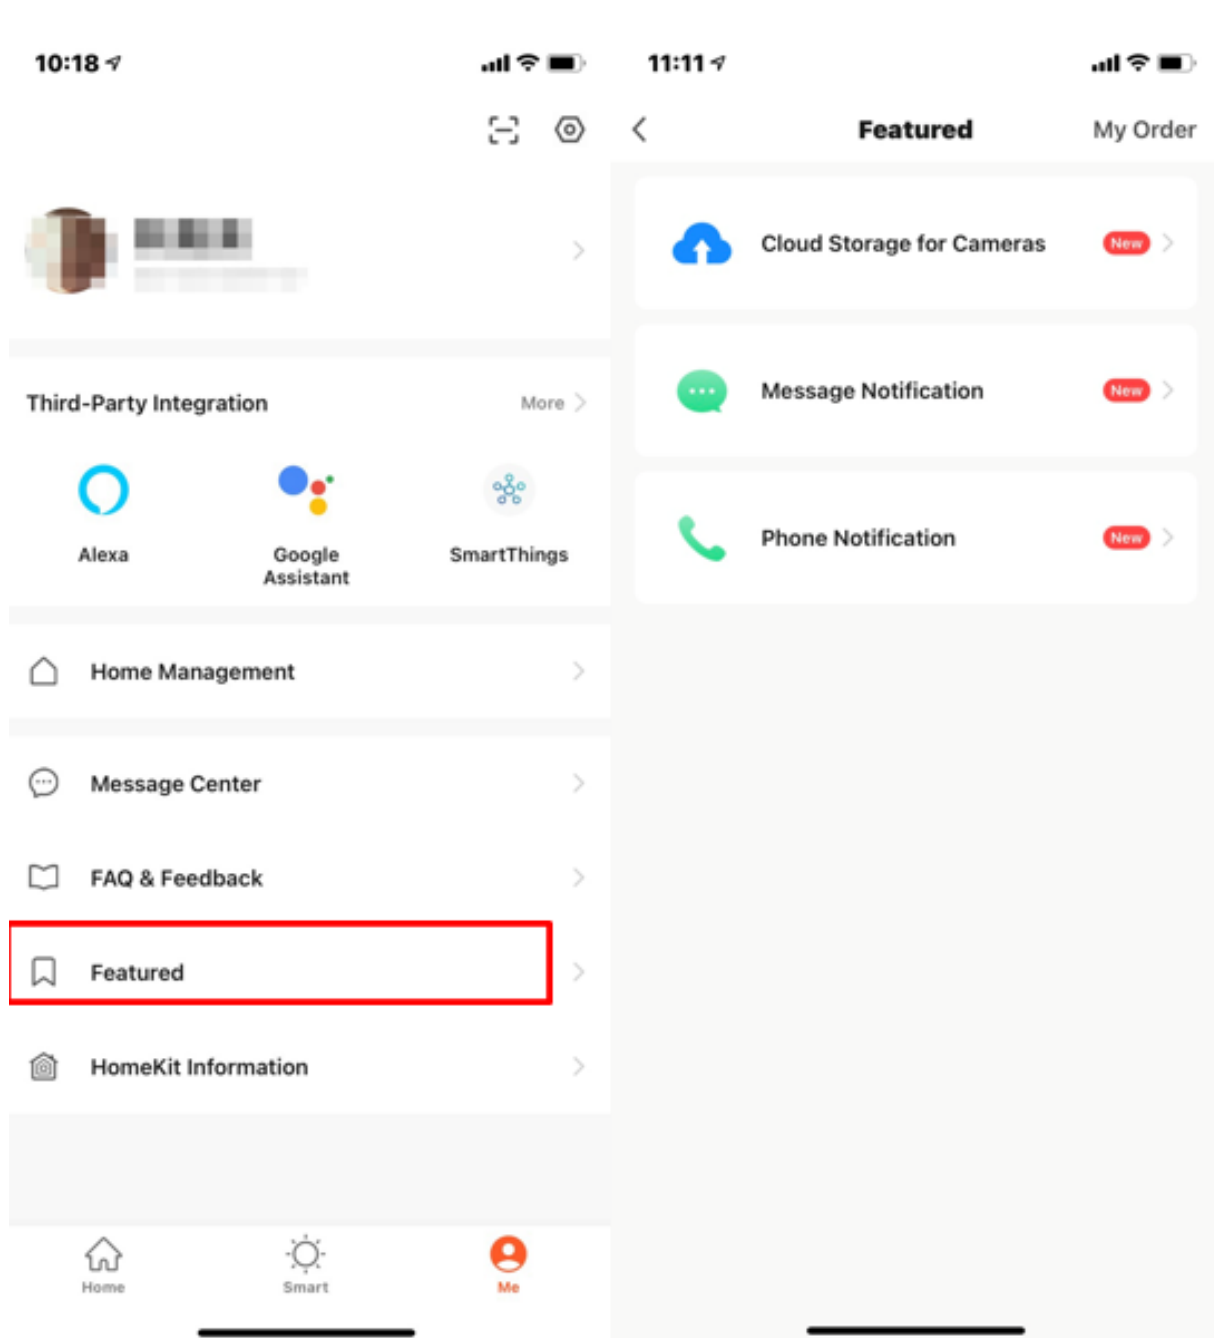 10:18
Third-Party Integration
More
Alexa
Google
Assistant
SmartThings
Home Management
Message Center
FAQ & Feedback
Featured
HomeKit Information
Home
Smart
Me
11:11
Featured
My Order
Cloud Storage for Cameras
New
Message Notification
New
Phone Notification
New